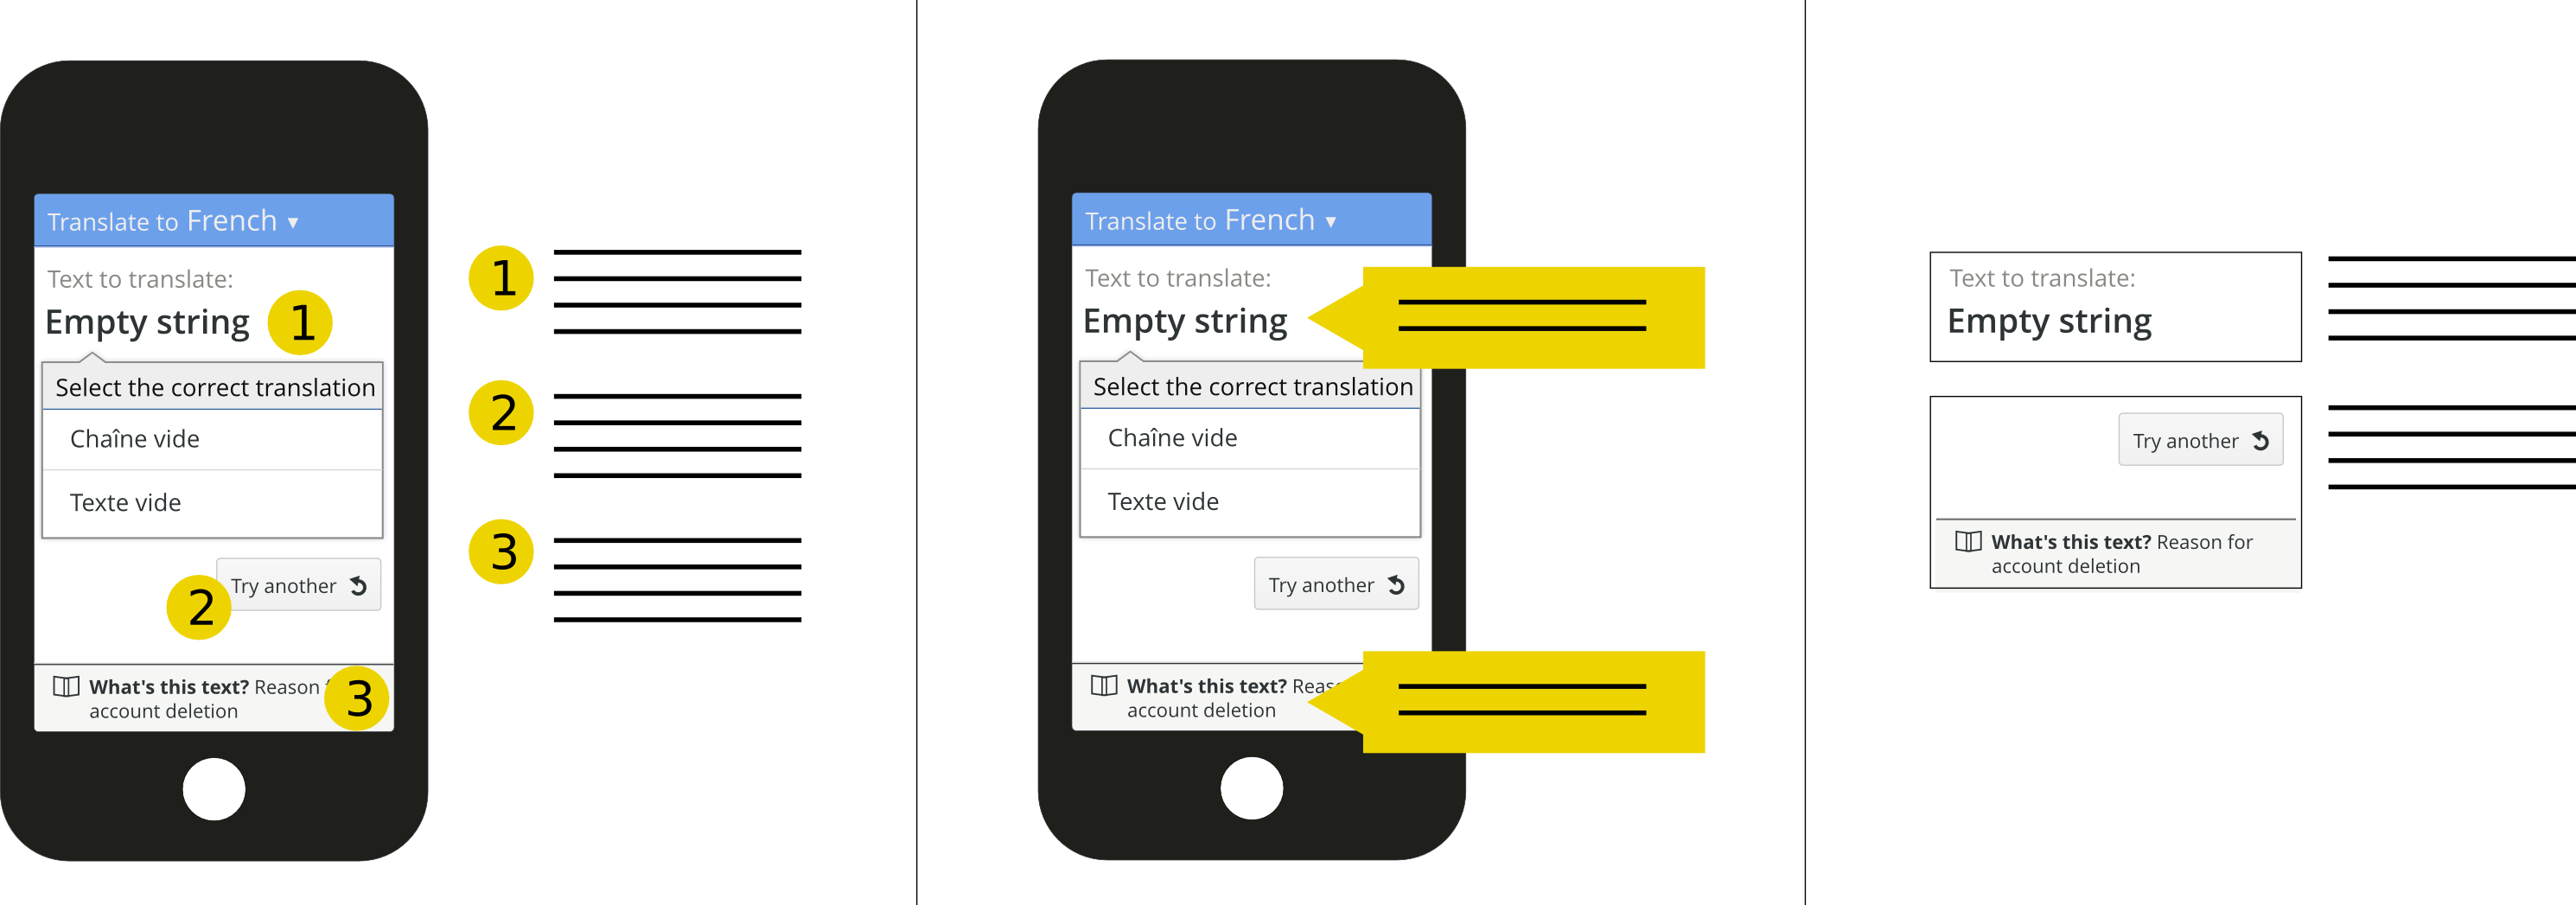 Translate to French ▾
Text to translate:
Empty string 1
Select the correct translation
Chaîne vide
Texte vide
2 Try another
What's this text? Reason f 3
account deletion
1
2
3
Translate to French ▾
Text to translate:
Empty string
Select the correct translation
Chaîne vide
Texte vide
Try another
What's this text? Reas
account deletion
Text to translate:
Empty string
Try another
What's this text? Reason for
account deletion